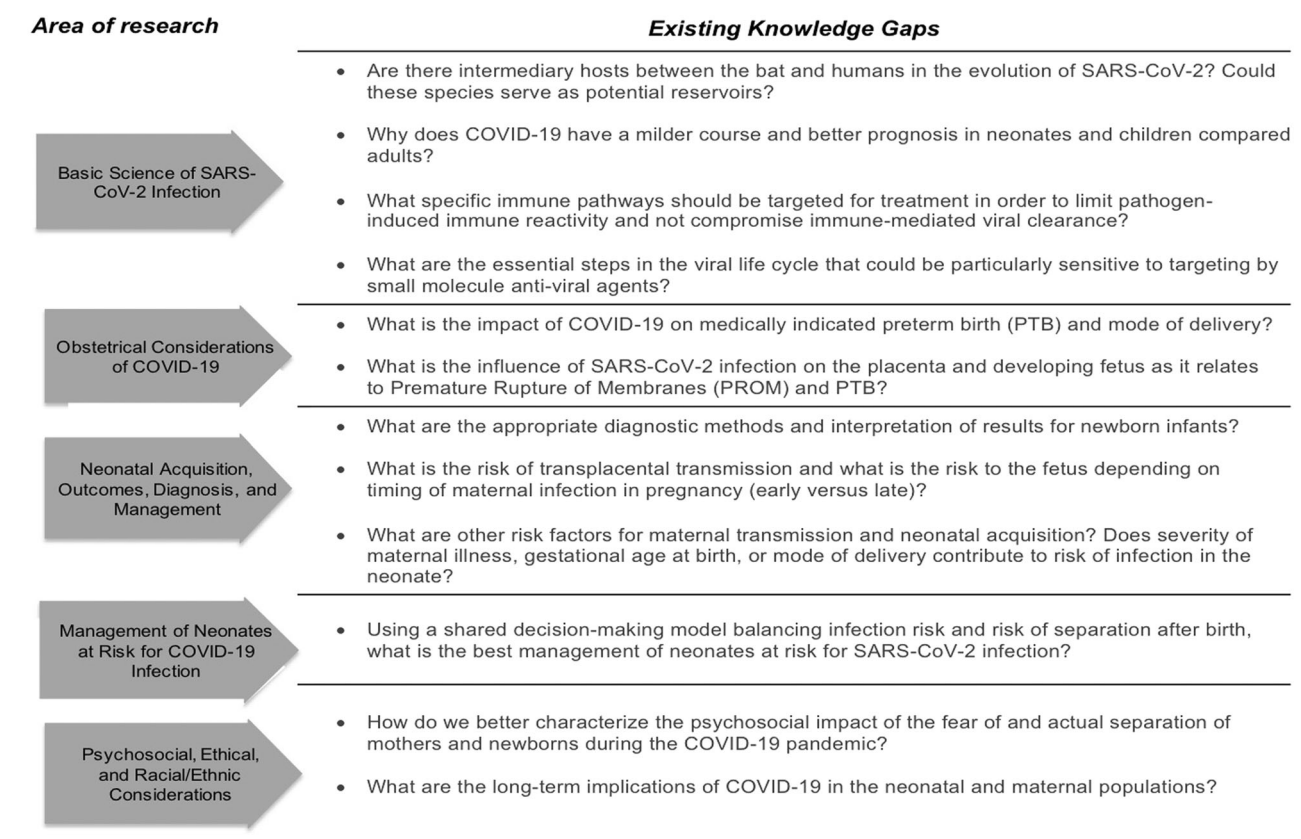 Area of research
Existing Knowledge Gaps
Basic Science of SARS-
CoV-2 Infection
• Are there intermediary hosts between the bat and humans in the evolution of SARS-CoV-2? Could
these species serve as potential reservoirs?
• Why does COVID-19 have a milder course and better prognosis in neonates and children compared
adults?
• What specific immune pathways should be targeted for treatment in order to limit pathogen-
induced immune reactivity and not compromise immune-mediated viral clearance?
• What are the essential steps in the viral life cycle that could be particularly sensitive to targeting by
small molecule anti-viral agents?
Obstetrical Considerations
of COVID-19
• What is the impact of COVID-19 on medically indicated preterm birth (PTB) and mode of delivery?
• What is the influence of SARS-CoV-2 infection on the placenta and developing fetus as it relates
to Premature Rupture of Membranes (PROM) and PTB?
Neonatal Acquisition,
Outcomes, Diagnosis, and
Management
• What are the appropriate diagnostic methods and interpretation of results for newborn infants?
• What is the risk of transplacental transmission and what is the risk to the fetus depending on
timing of maternal infection in pregnancy (early versus late)?
• What are other risk factors for maternal transmission and neonatal acquisition? Does severity of
maternal illness, gestational age at birth, or mode of delivery contribute to risk of infection in the
neonate?
Management of Neonates
at Risk for COVID-19
Infection
• Using a shared decision-making model balancing infection risk and risk of separation after birth,
what is the best management of neonates at risk for SARS-CoV-2 infection?
Psychosocial, Ethical,
and Racial/Ethnic
Considerations
• How do we better characterize the psychosocial impact of the fear of and actual separation of
mothers and newborns during the COVID-19 pandemic?
• What are the long-term implications of COVID-19 in the neonatal and maternal populations?